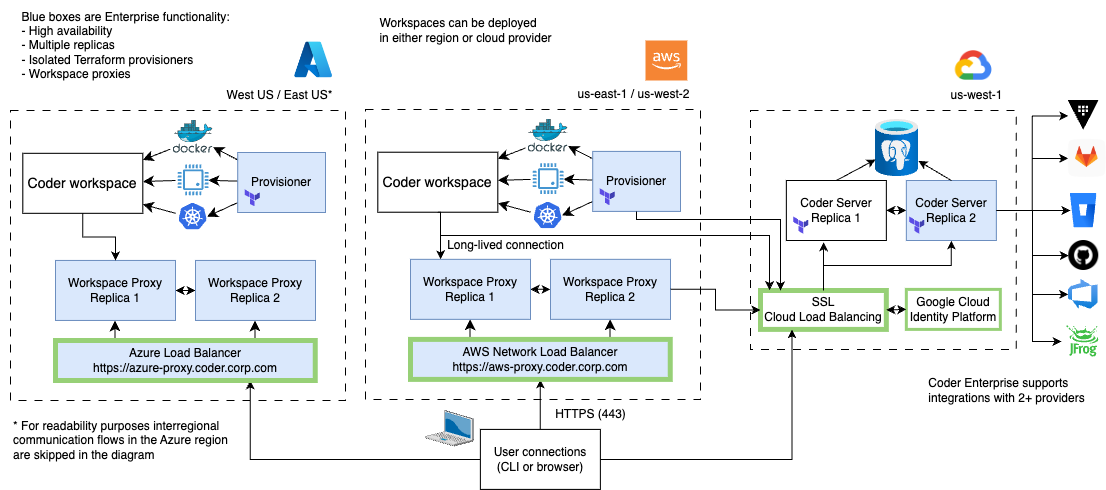 Blue boxes are Enterprise functionality:
- High availability
- Multiple replicas
- Isolated Terraform provisioners
- Workspace proxies
Workspaces can be deployed
in either region or cloud provider
aws
West US / East US*
us-east-1 / us-west-2
us-west-1
docker
Coder workspace
Provisioner
Workspace Proxy
Replica 1
Workspace Proxy
Replica 2
Azure Load Balancer
https://azure-proxy.coder.corp.com
docker
Coder workspace
Provisioner
Long-lived connection
Workspace Proxy
Replica 1
Workspace Proxy
Replica 2
AWS Network Load Balancer
https://aws-proxy.coder.corp.com
Coder Server
Replica 1
Coder Server
Replica 2
SSL
Cloud Load Balancing
Google Cloud
Identity Platform
JFrog
Coder Enterprise supports
integrations with 2+ providers
* For readability purposes interregional
communication flows in the Azure region
are skipped in the diagram
HTTPS (443)
User connections
(CLI or browser)